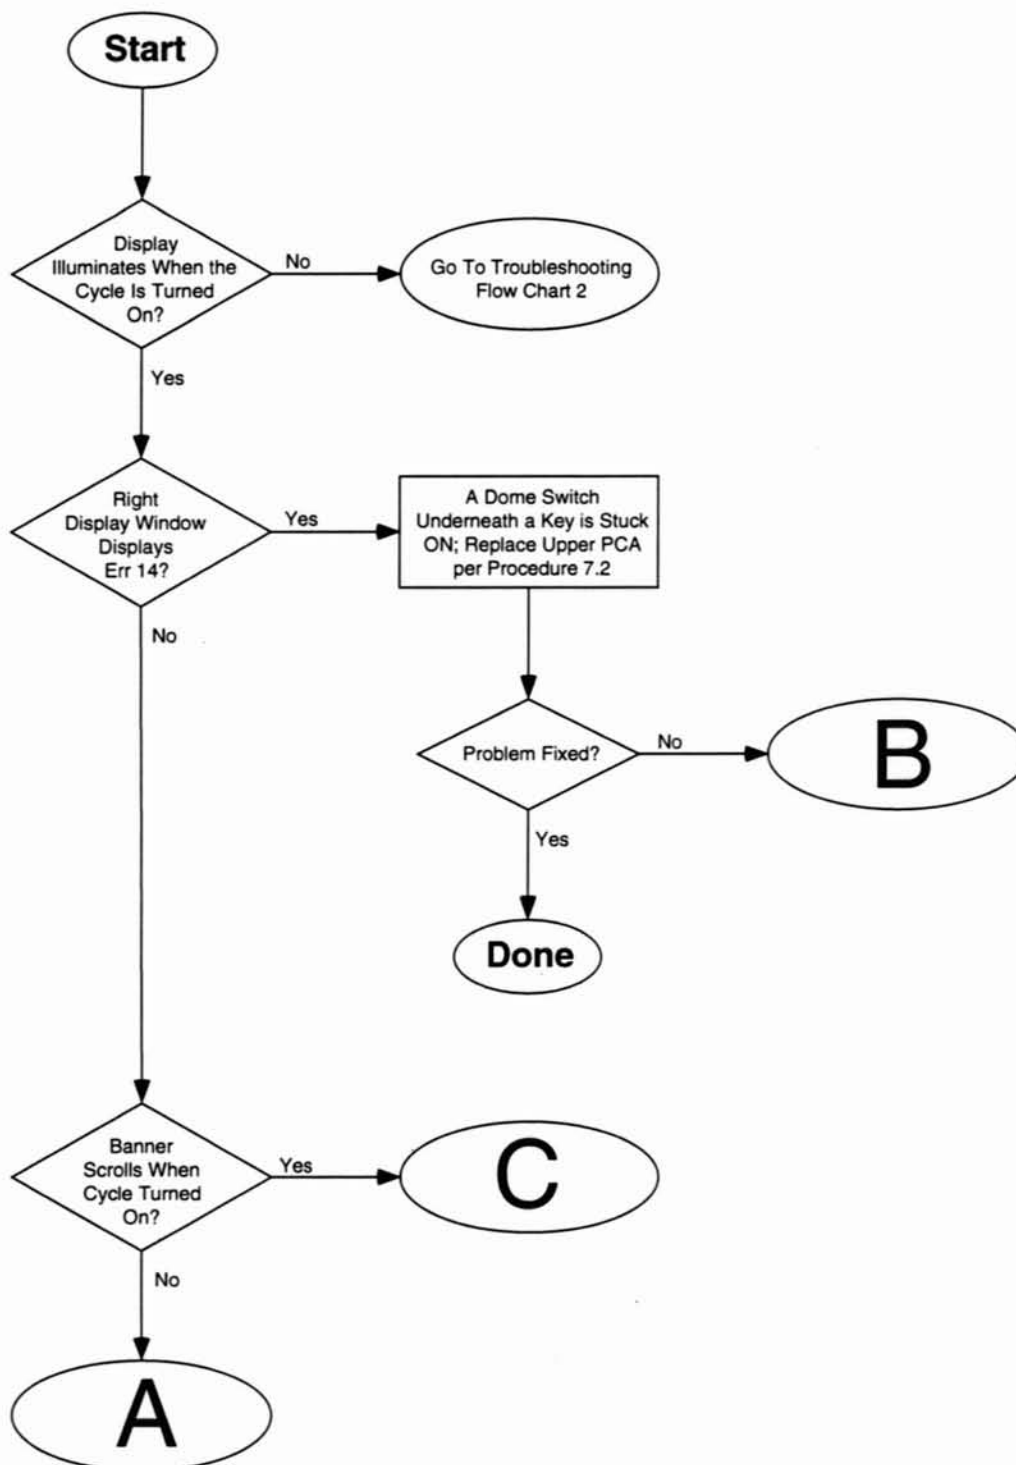 Start
Display
Illuminates When the
Cycle Is Turned
On?
No
Go To Troubleshooting
Flow Chart 2
Yes
Right
Display Window
Displays
Err 14?
Yes
A Dome Switch
Underneath a Key is Stuck
ON; Replace Upper PCA
per Procedure 7.2
No
Problem Fixed?
No
B
Yes
Done
Banner
Scrolls When
Cycle Turned
On?
Yes
C
No
A